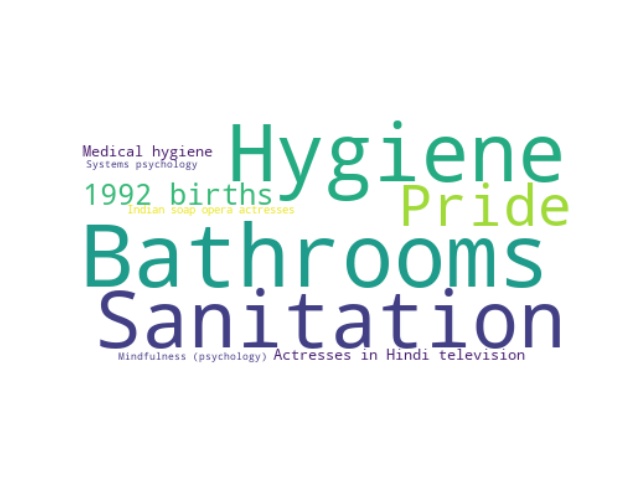 Hygiene
Medical hygiene
Systems psychology
1992 births
Pride
Indian soap opera actresses
Bathrooms
Sanitation
Mindfulness (psychology)
Actresses in Hindi television